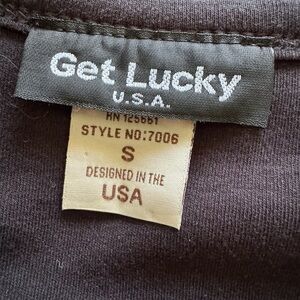 Get Lucky
U.S.A.
RN 125661
STYLE NO:7006
S
DESIGNED IN THE
USA